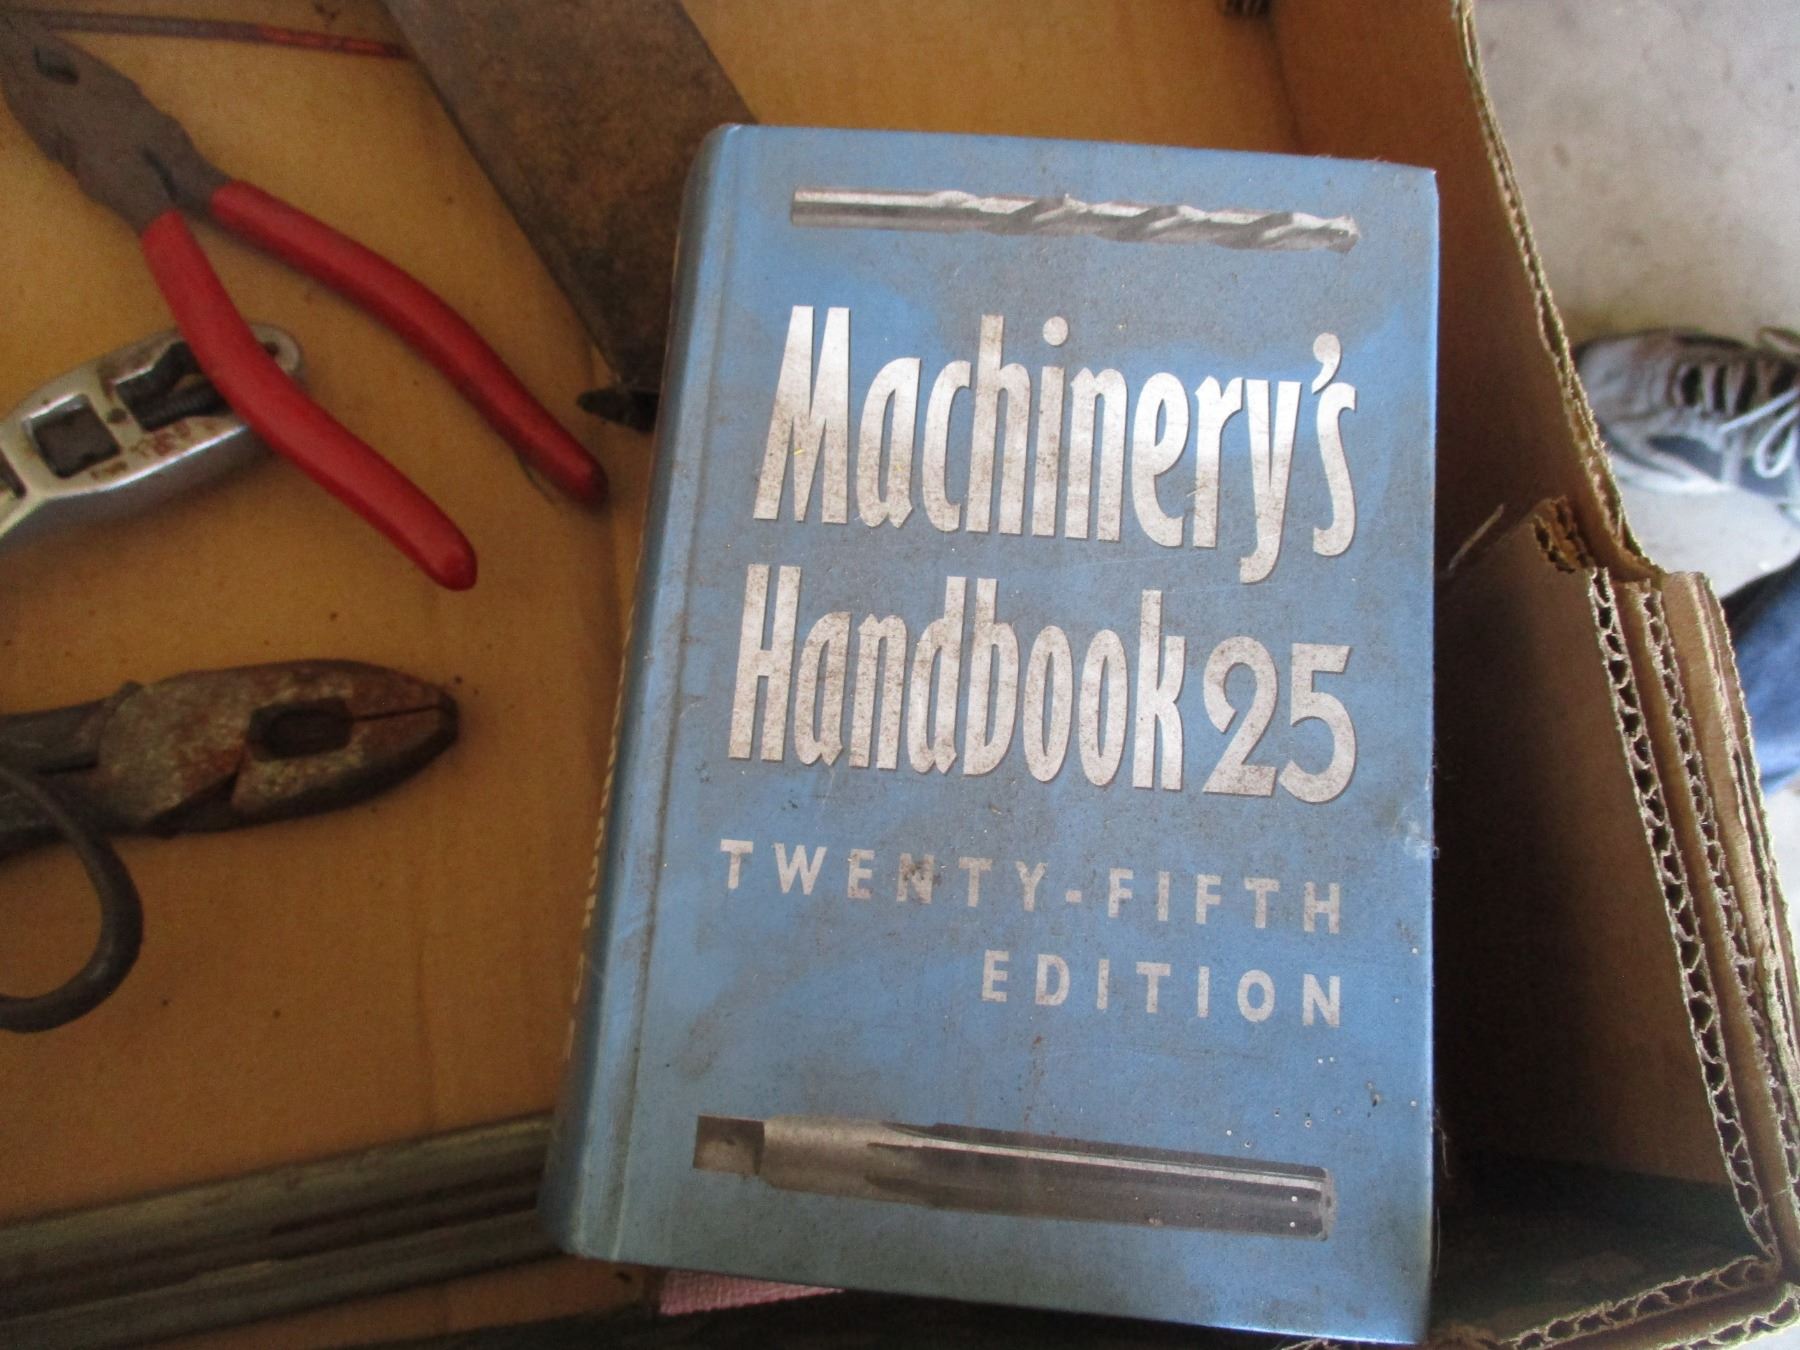 Machinery's
Handbook 25
TWENTY-FIFTH
EDITION